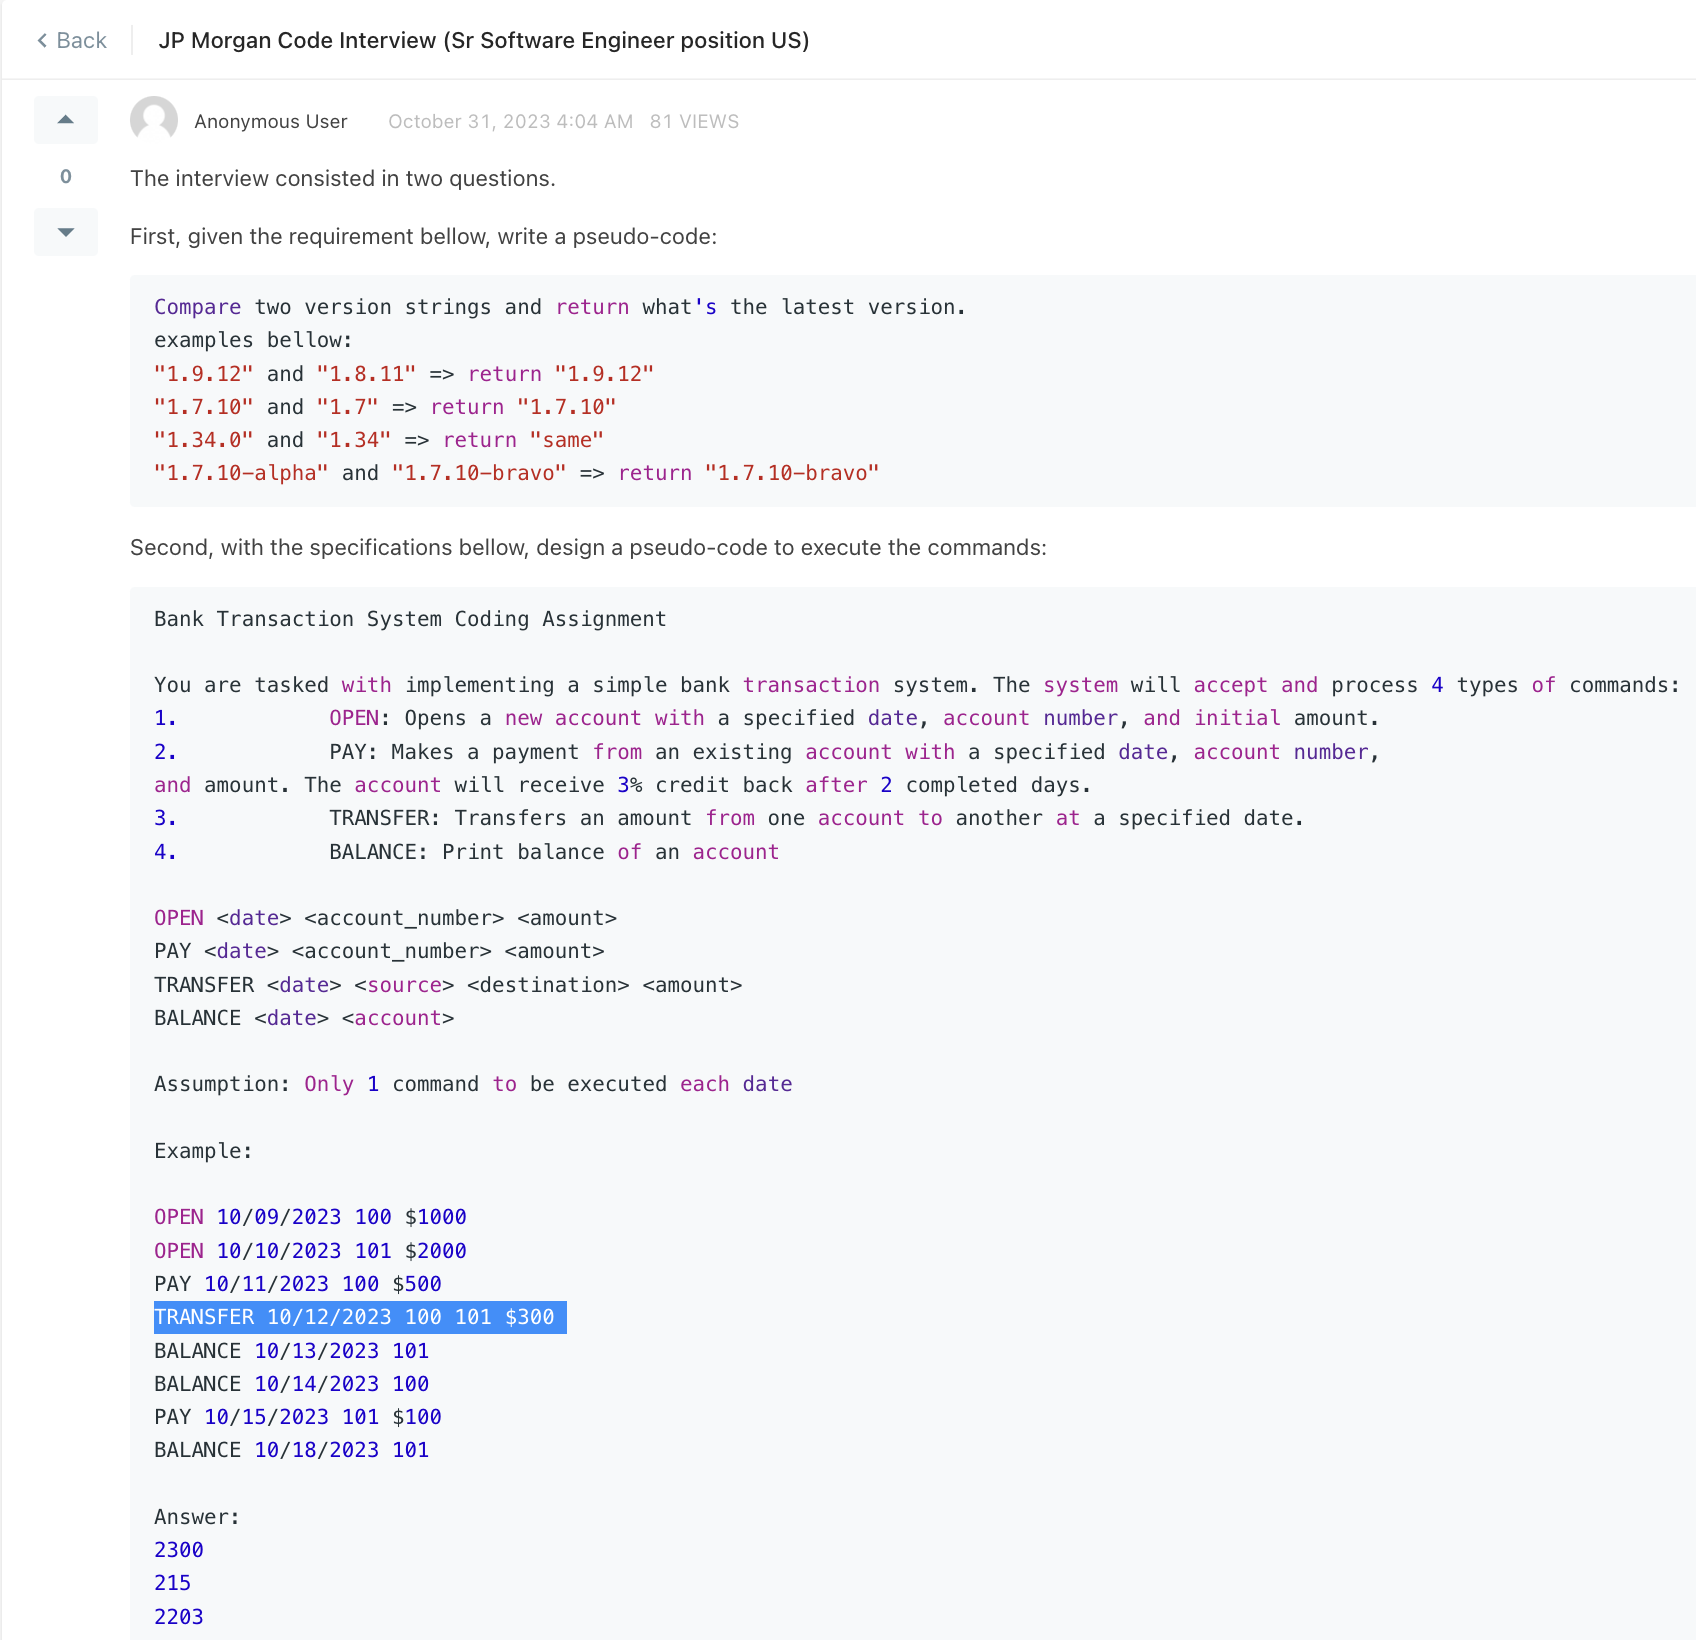 Back
JP Morgan Code Interview (Sr Software Engineer position US)
Anonymous User October 31, 2023 4:04 AM 81 VIEWS
0
The interview consisted in two questions.
First, given the requirement bellow, write a pseudo-code:
Compare two version strings and return what's the latest version.
examples bellow:
"1.9.12" and "1.8.11" => return "1.9.12"
"1.7.10" and "1.7" => return "1.7.10"
"1.34.0" and "1.34" => return "same"
"1.7.10-alpha" and "1.7.10-bravo" => return "1.7.10-bravo"
Second, with the specifications bellow, design a pseudo-code to execute the commands:
Bank Transaction System Coding Assignment
You are tasked with implementing a simple bank transaction system. The system will accept and process 4 types of commands:
1. OPEN: Opens a new account with a specified date, account number, and initial amount.
2. PAY: Makes a payment from an existing account with a specified date, account number,
and amount. The account will receive 3% credit back after 2 completed days.
3. TRANSFER: Transfers an amount from one account to another at a specified date.
4. BALANCE: Print balance of an account
OPEN <date> <account_number> <amount>
PAY <date> <account_number> <amount>
TRANSFER <date> <source> <destination> <amount>
BALANCE <date> <account>
Assumption: Only 1 command to be executed each date
Example:
OPEN 10/09/2023 100 $1000
OPEN 10/10/2023 101 $2000
PAY 10/11/2023 100 $500
TRANSFER 10/12/2023 100 101 $300
BALANCE 10/13/2023 101
BALANCE 10/14/2023 100
PAY 10/15/2023 101 $100
BALANCE 10/18/2023 101
Answer:
2300
215
2203